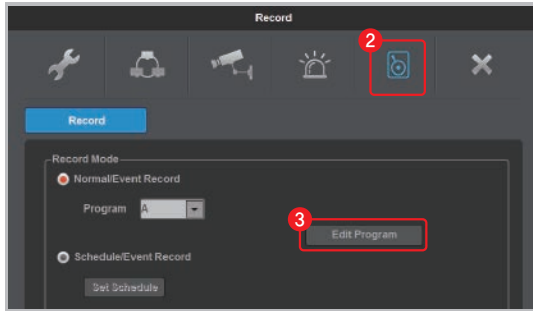 Record
2
Record
Record Mode
Normal/Event Record
Program A
3
Edit Program
Schedule/Event Record
Set Schedule